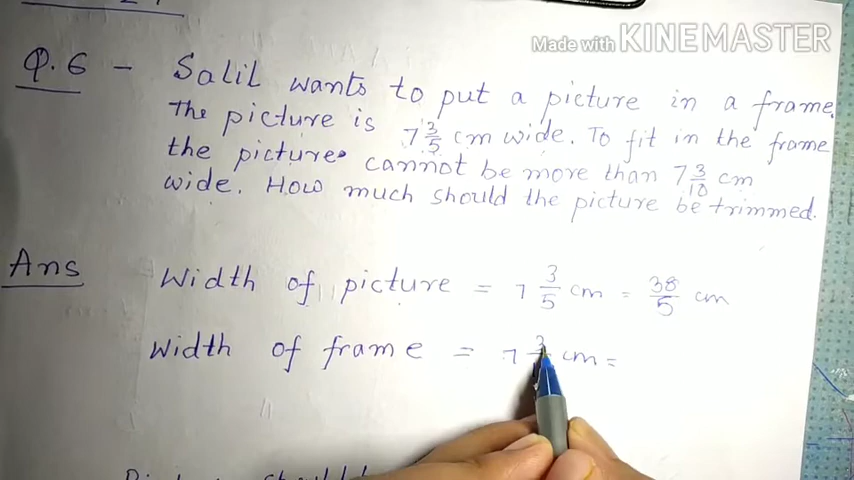 Made with KINEMASTER
Q.6 - Salil wants to put a picture in a frame.
The picture is 7 3/5 cm wide. To fit in the frame
the picture cannot be more than 7 3/10 cm
wide. How much should the picture be trimmed.
Ans Width of picture = 7 3/5 cm = 38/5 cm
Width of frame = 7 3 cm =